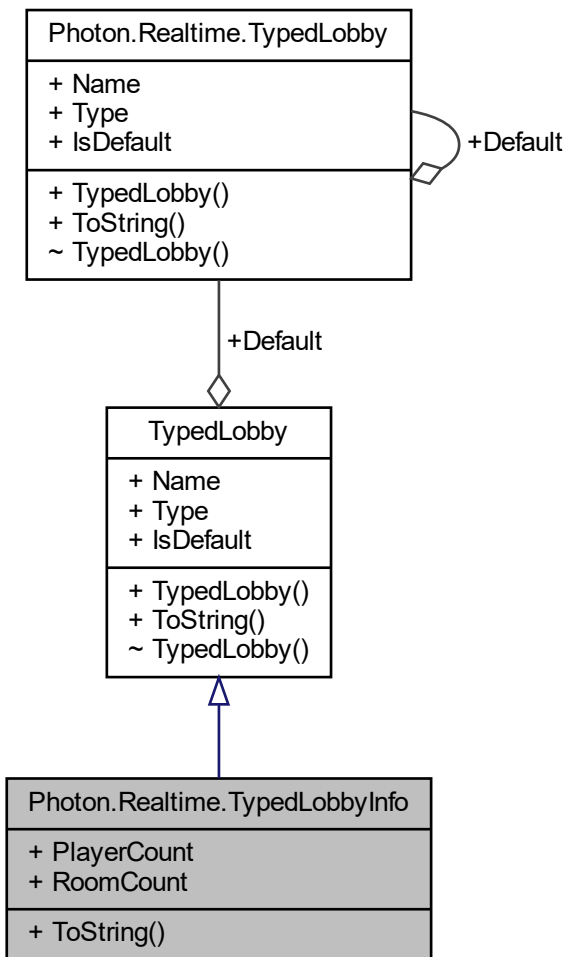 Photon.Realtime.TypedLobby
+ Name
+ Type
+ IsDefault
+Default
+ TypedLobby()
+ ToString()
~ TypedLobby()
+Default
TypedLobby
+ Name
+ Type
+ IsDefault
+ TypedLobby()
+ ToString()
~ TypedLobby()
Photon.Realtime.TypedLobbyInfo
+ PlayerCount
+ RoomCount
+ ToString()